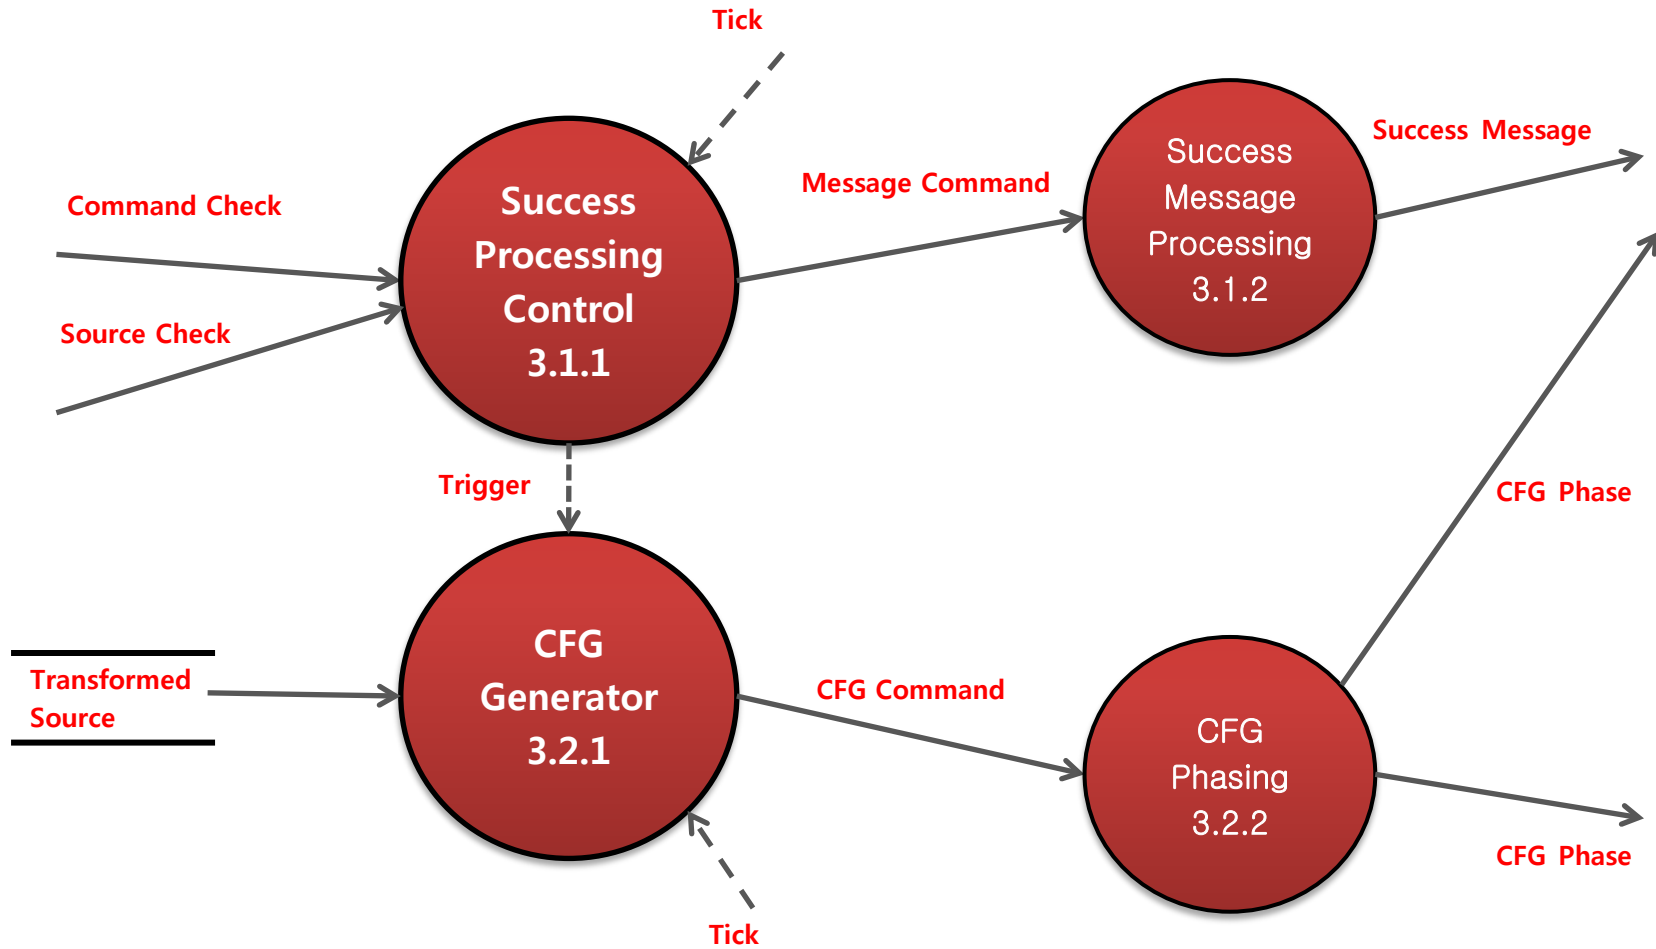 Tick
Command Check
Source Check
Success
Processing
Control
3.1.1
Message Command
Success
Message
Processing
3.1.2
Success Message
Trigger
CFG Phase
Transformed
Source
CFG
Generator
3.2.1
CFG Command
CFG
Phasing
3.2.2
CFG Phase
Tick